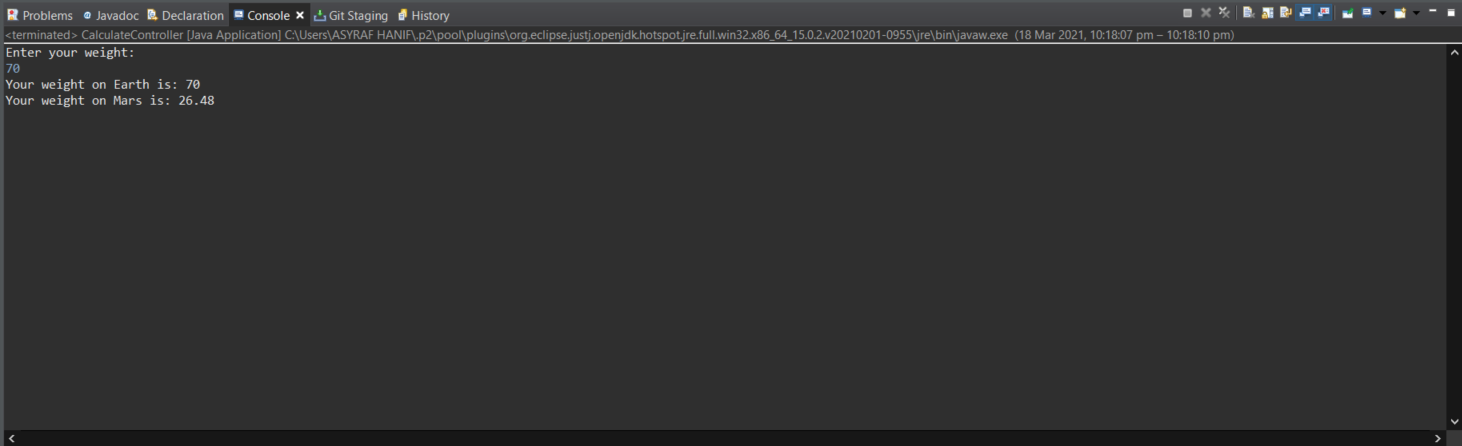 Problems Javadoc Declaration Console Git Staging History
<terminated> CalculateController [Java Application] C:\Users\ASYRAF HANIF\.p2\pool\plugins\org.eclipse.justj.openjdk.hotspot.jre.full.win32.x86_64_15.0.2.v20210201-0955\jre\bin\javaw.exe (18 Mar 2021, 10:18:07 pm – 10:18:10 pm)
Enter your weight:
70
Your weight on Earth is: 70
Your weight on Mars is: 26.48